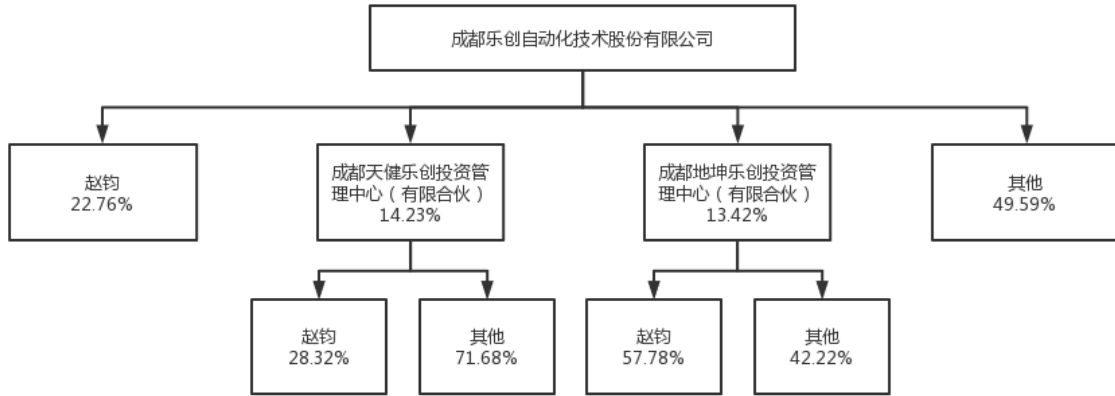 成都乐创自动化技术股份有限公司
赵钧
22.76%
成都天健乐创投资管
理中心（有限合伙）
14.23%
成都地坤乐创投资管
理中心（有限合伙）
13.42%
其他
49.59%
赵钧
28.32%
其他
71.68%
赵钧
57.78%
其他
42.22%